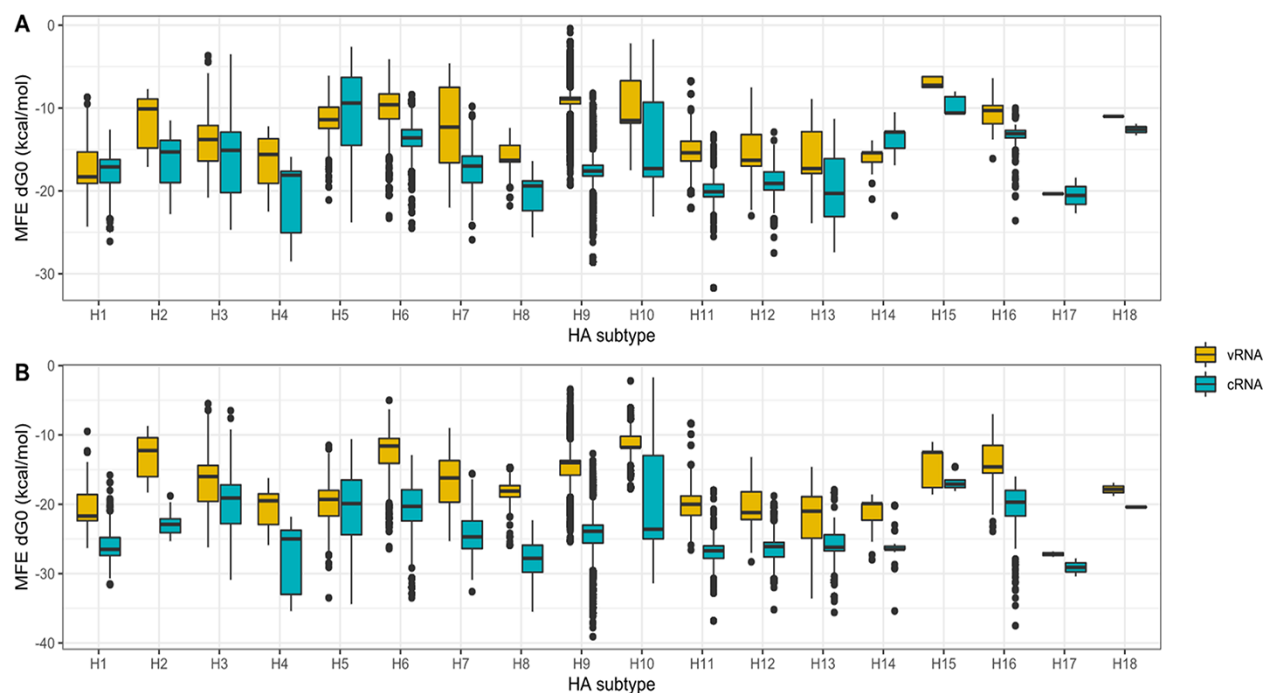 A
MFE dG0 (kcal/mol)
0
-10
-20
-30
H1 H2 H3 H4 H5 H6 H7 H8 H9 H10 H11 H12 H13 H14 H15 H16 H17 H18
HA subtype
vRNA
cRNA
B
MFE dG0 (kcal/mol)
0
-10
-20
-30
-40
H1 H2 H3 H4 H5 H6 H7 H8 H9 H10 H11 H12 H13 H14 H15 H16 H17 H18
HA subtype